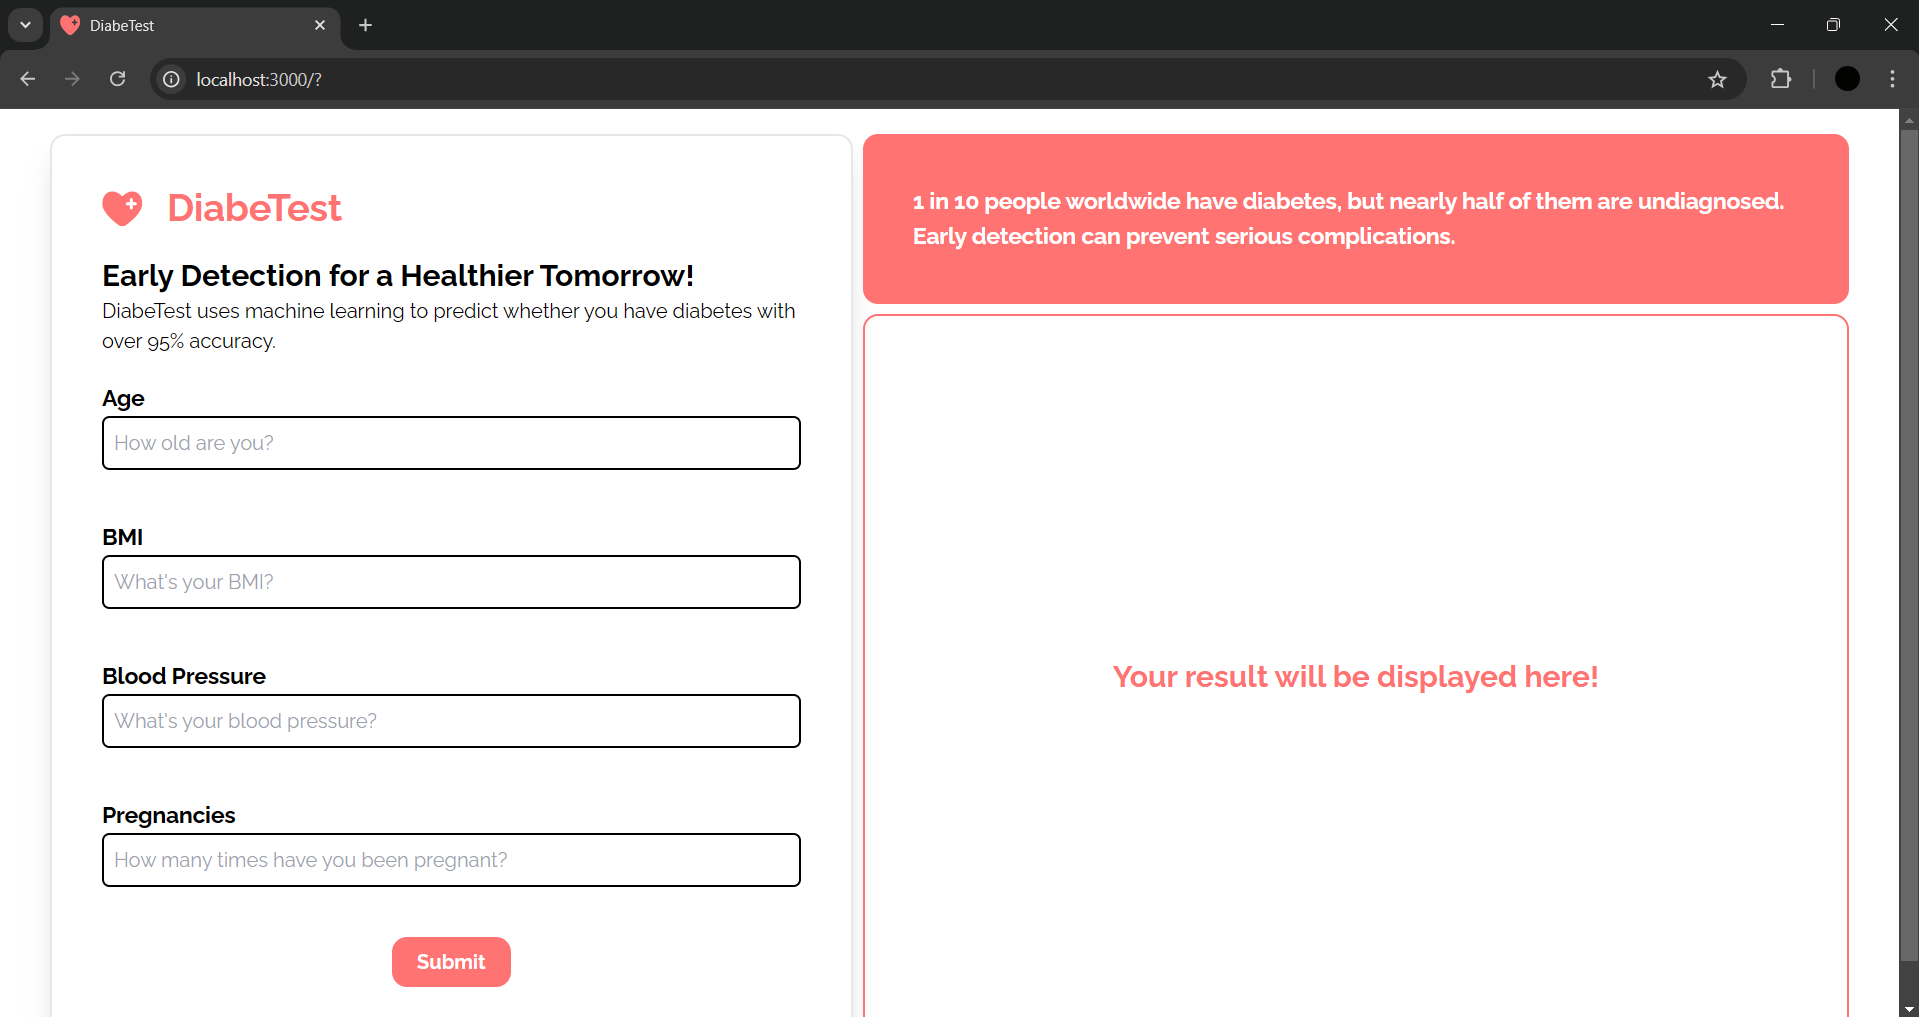 DiabeTest
localhost:3000/?
DiabeTest
Early Detection for a Healthier Tomorrow!
DiabeTest uses machine learning to predict whether you have diabetes with
over 95% accuracy.
Age
How old are you?
BMI
What's your BMI?
Blood Pressure
What's your blood pressure?
Pregnancies
How many times have you been pregnant?
Submit
1 in 10 people worldwide have diabetes, but nearly half of them are undiagnosed.
Early detection can prevent serious complications.
Your result will be displayed here!